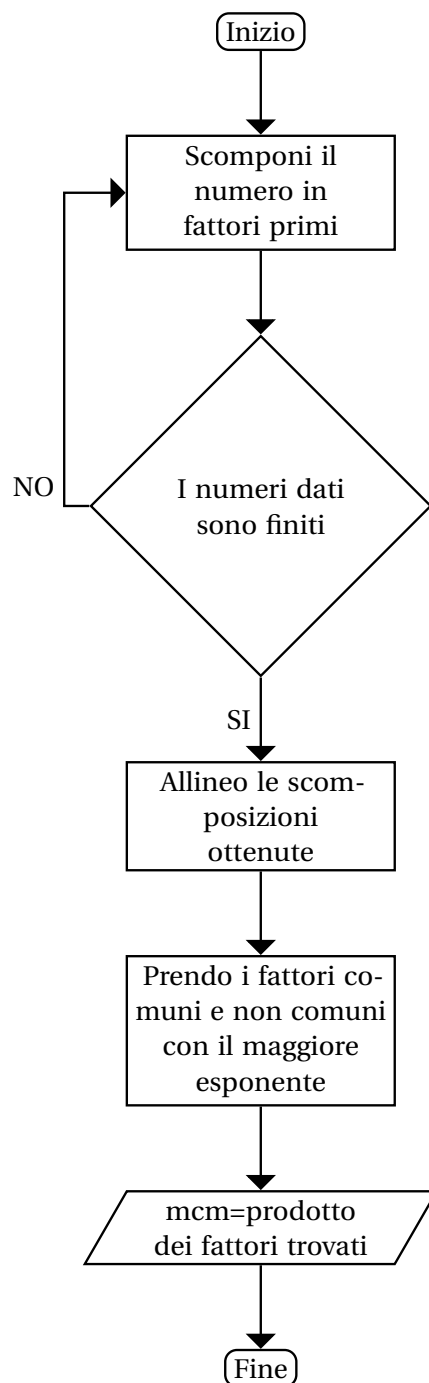 Inizio
Scomponi il
numero in
fattori primi
NO
I numeri dati
sono finiti
SI
Allineo le scom-
posizioni
ottenute
Prendo i fattori co-
muni e non comuni
con il maggiore
esponente
mcm=prodotto
dei fattori trovati
Fine